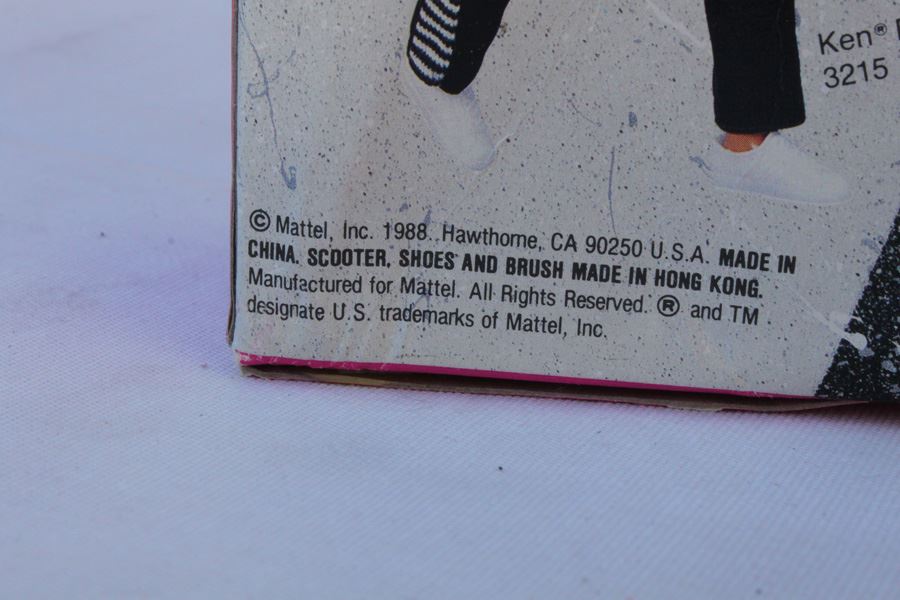 Ken®
3215
© Mattel, Inc. 1988. Hawthorne, CA 90250 U.S.A. MADE IN
CHINA. SCOOTER, SHOES AND BRUSH MADE IN HONG KONG.
Manufactured for Mattel. All Rights Reserved. ® and TM
designate U.S. trademarks of Mattel, Inc.